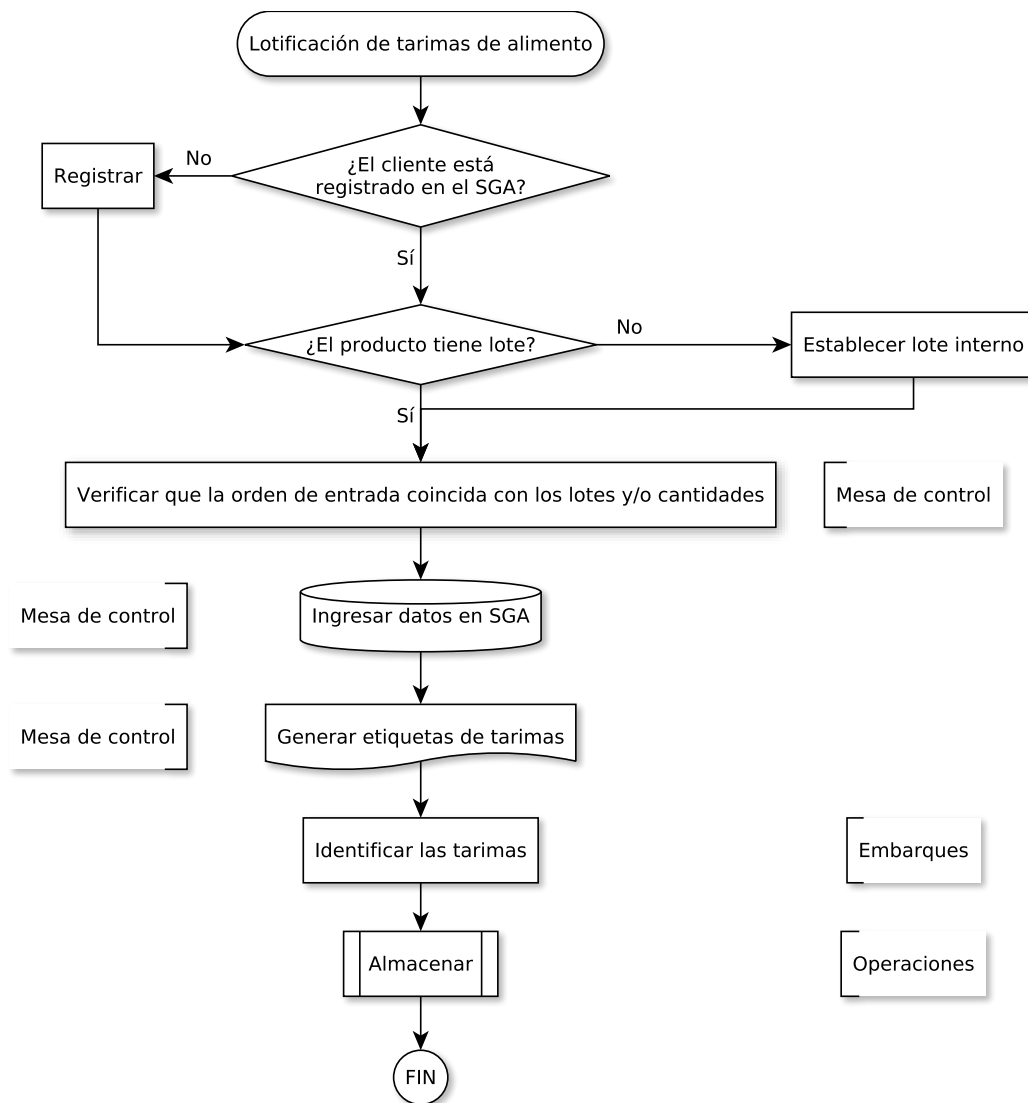 Lotificación de tarimas de alimento
¿El cliente está
registrado en el SGA?
No
Registrar
Sí
¿El producto tiene lote?
No
Establecer lote interno
Sí
Verificar que la orden de entrada coincida con los lotes y/o cantidades
Mesa de control
Mesa de control
Ingresar datos en SGA
Mesa de control
Generar etiquetas de tarimas
Identificar las tarimas
Embarques
Almacenar
Operaciones
FIN